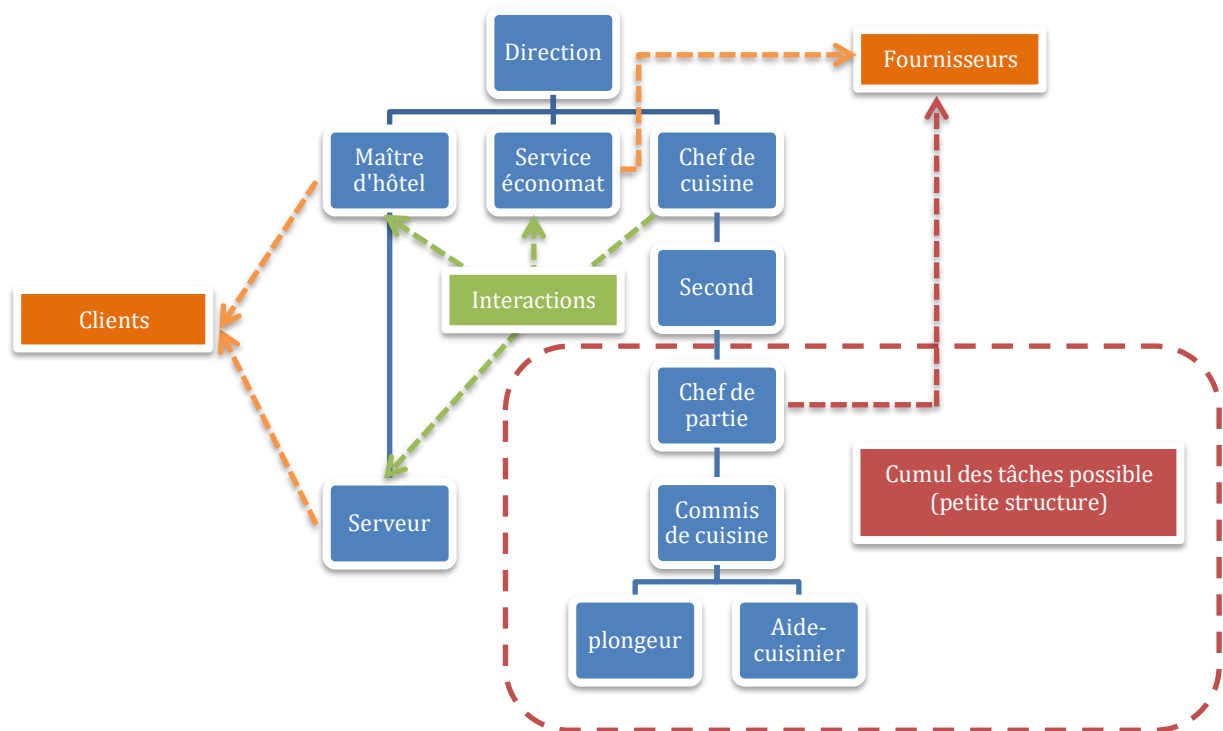 Direction
Fournisseurs
Maître
d'hôtel
Service
économat
Chef de
cuisine
Interactions
Second
Clients
Chef de
partie
Cumul des tâches possible
(petite structure)
Serveur
Commis
de cuisine
plongeur
Aide-
cuisinier